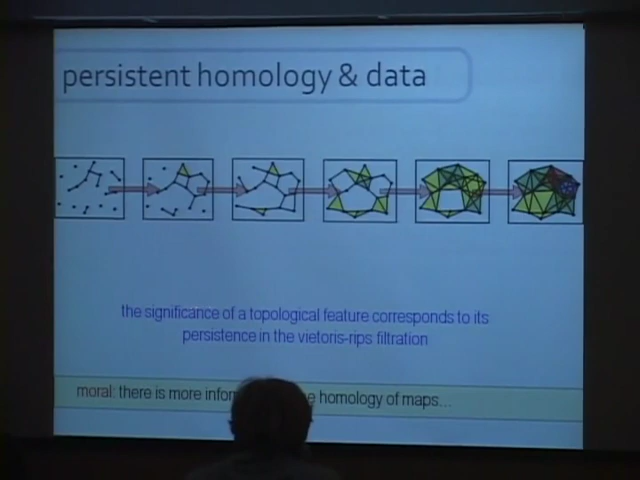 persistent homology & data
the significance of a topological feature corresponds to its
persistence in the vietoris-rips filtration
moral: there is more homology of maps...